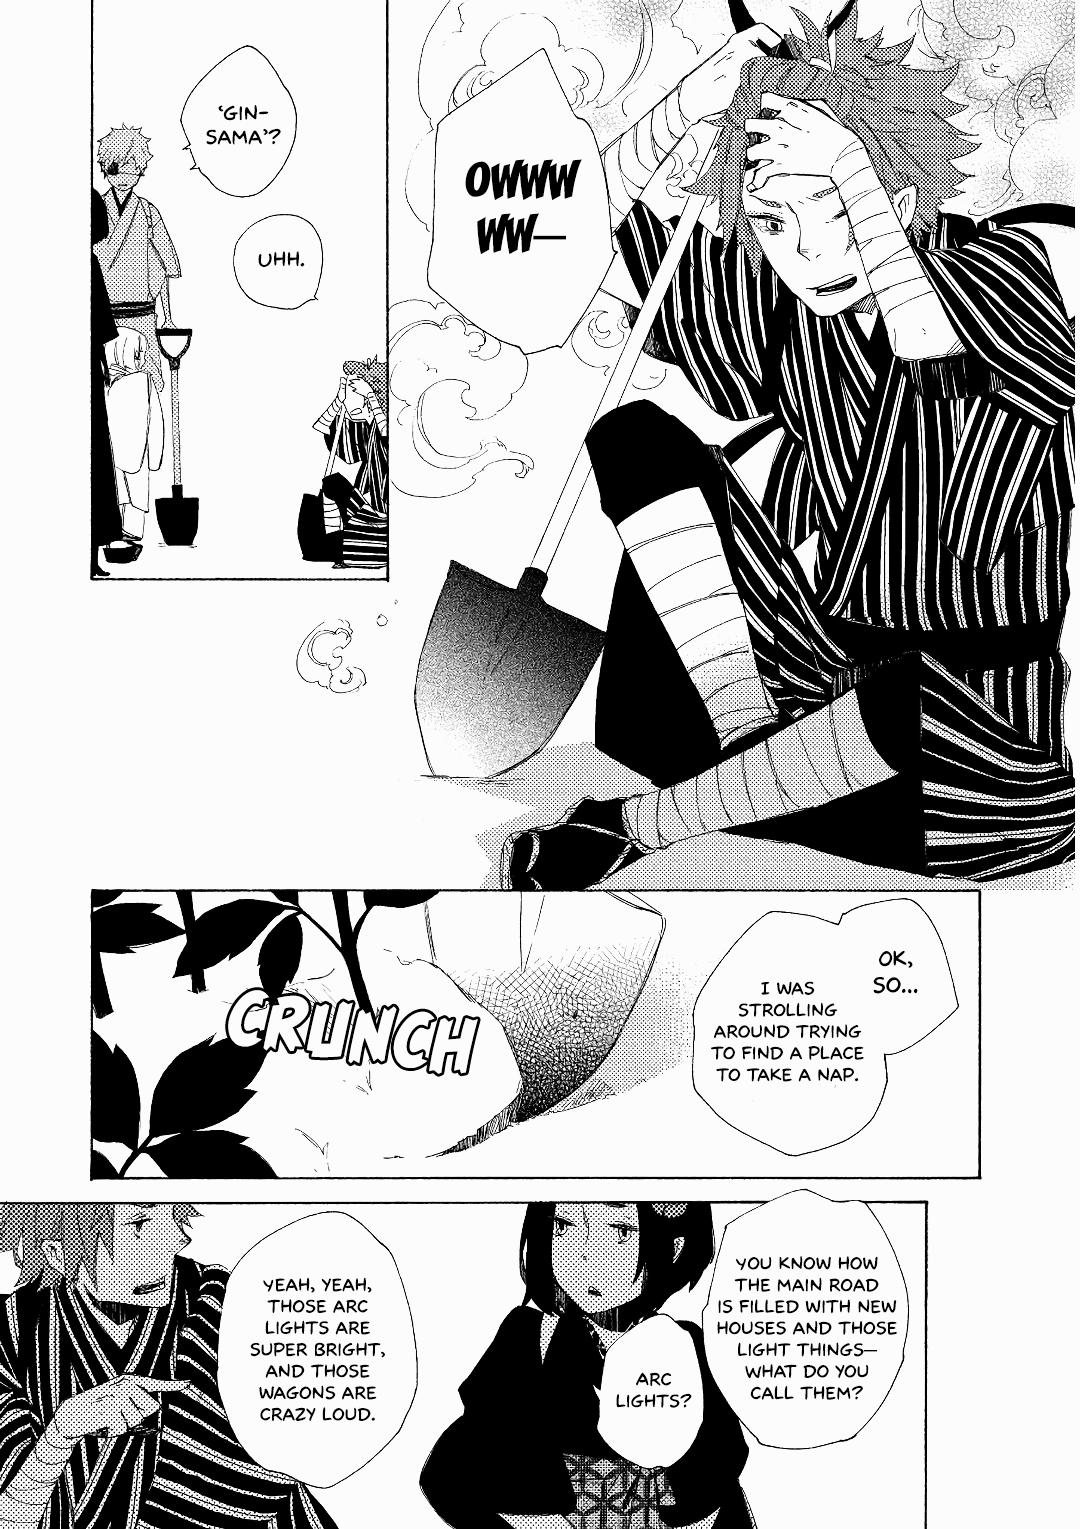 OWWW
WW—
'GIN-
SAMA'?
UHH.
OK,
SO...
I WAS
STROLLING
AROUND TRYING
TO FIND A PLACE
TO TAKE A NAP.
CRUNCH
YOU KNOW HOW
THE MAIN ROAD
IS FILLED WITH NEW
HOUSES AND THOSE
LIGHT THINGS—
WHAT DO YOU
CALL THEM?
ARC
LIGHTS?
YEAH, YEAH,
THOSE ARC
LIGHTS ARE
SUPER BRIGHT,
AND THOSE
WAGONS ARE
CRAZY LOUD.